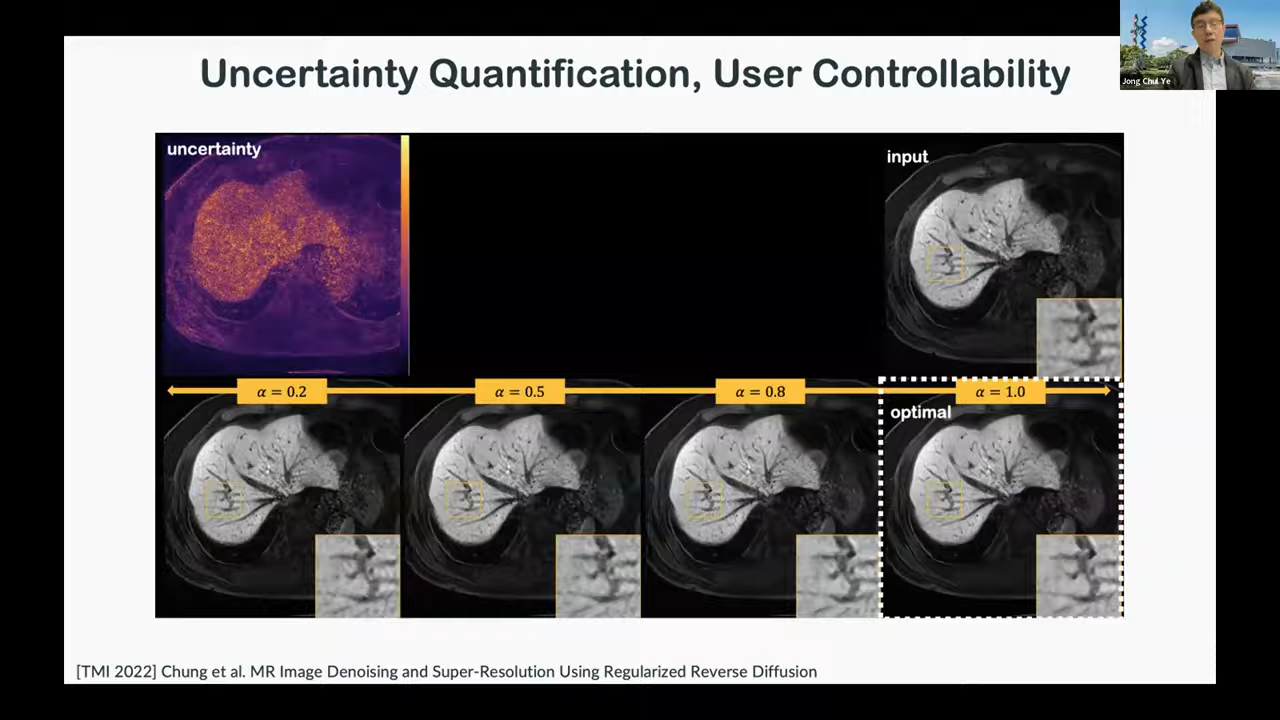 Uncertainty Quantification, User Controllability
Jong Chul Ye
uncertainty
input
α = 0.2
α = 0.5
α = 0.8
α = 1.0
optimal
[TMI 2022] Chung et al. MR Image Denoising and Super-Resolution Using Regularized Reverse Diffusion